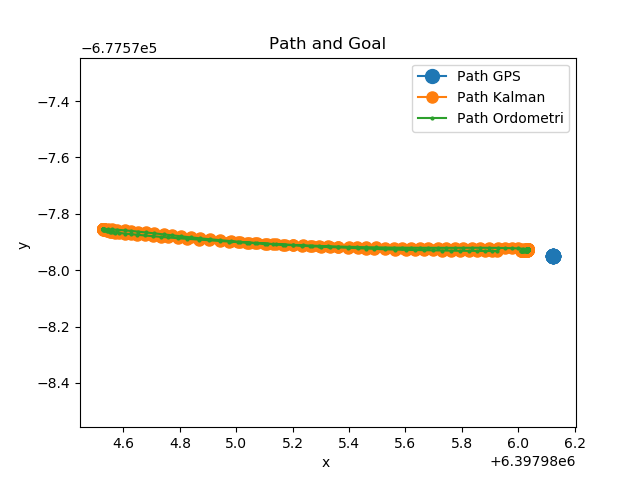 Path and Goal
−6.7757e5
Path GPS
Path Kalman
Path Ordometri
−7.4
−7.6
−7.8
−8.0
−8.2
−8.4
y
4.6 4.8 5.0 5.2 5.4 5.6 5.8 6.0 6.2
x
+6.39798e6